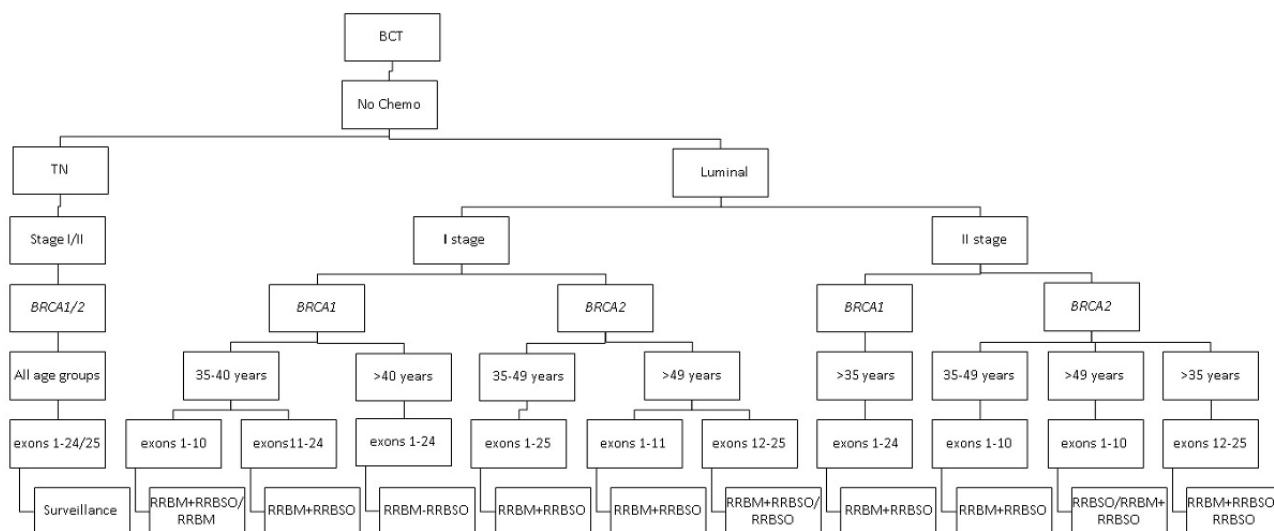 BCT
No Chemo
TN
Luminal
Stage I/II
I stage
II stage
BRCA1/2
BRCA1
BRCA2
BRCA1
BRCA2
All age groups
35-40 years
>40 years
35-49 years
>49 years
>35 years
35-49 years
>49 years
>35 years
exons 1-24/25
exons 1-10
exons11-24
exons 1-24
exons 1-25
exons 1-11
exons 12-25
exons 1-24
exons 1-10
exons 1-10
exons 12-25
Surveillance
RRBM+RRBSO/
RRBM
RRBM+RRBSO
RRBM-RRBSO
RRBM+RRBSO
RRBM+RRBSO
RRBM+RRBSO/
RRBSO
RRBM+RRBSO
RRBM+RRBSO
RRBSO/RRBM+
RRBSO
RRBM+RRBSO/
RRBSO